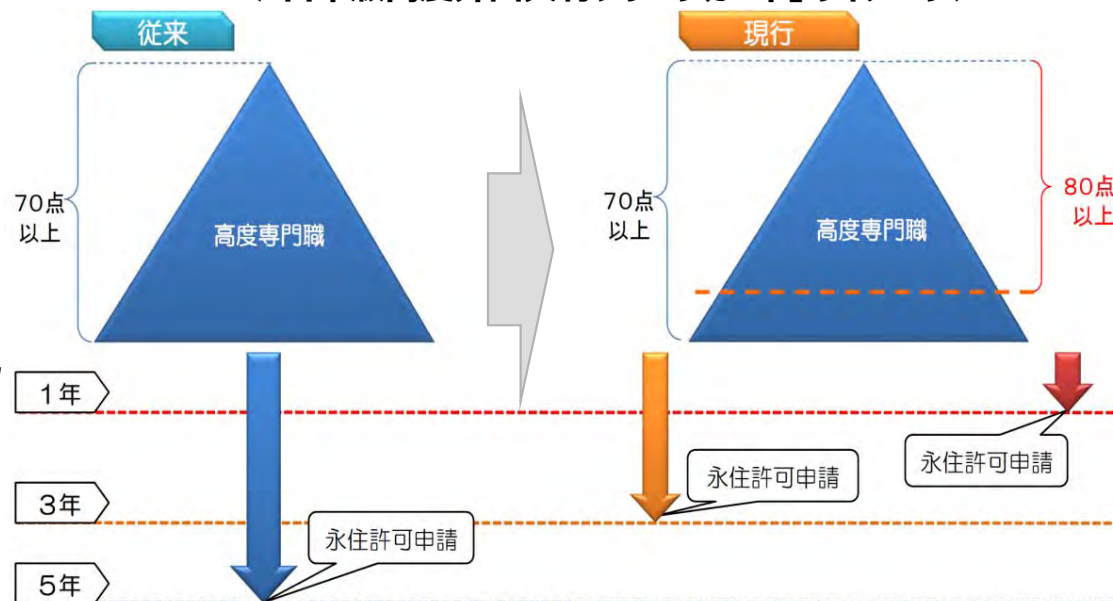 従来
現行
70点
以上
高度専門職
70点
以上
高度専門職
80点
以上
1年
永住許可申請
3年
永住許可申請
永住許可申請
5年